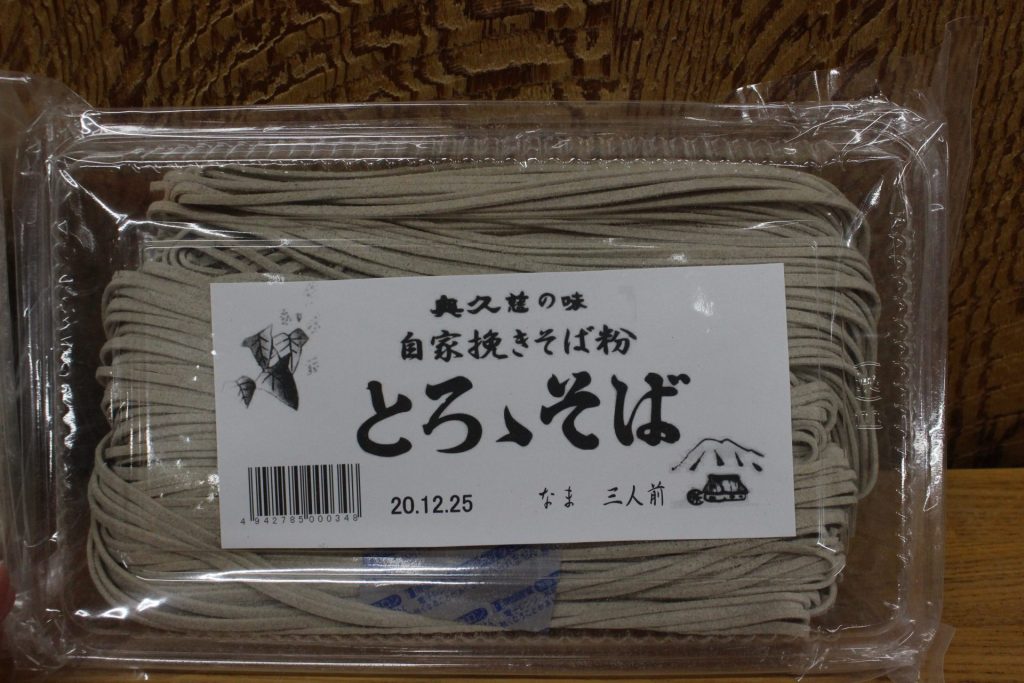 奥久慈の味
自家挽きそば粉
とろゝそば
4942785000348
20.12.25
なま 三人前